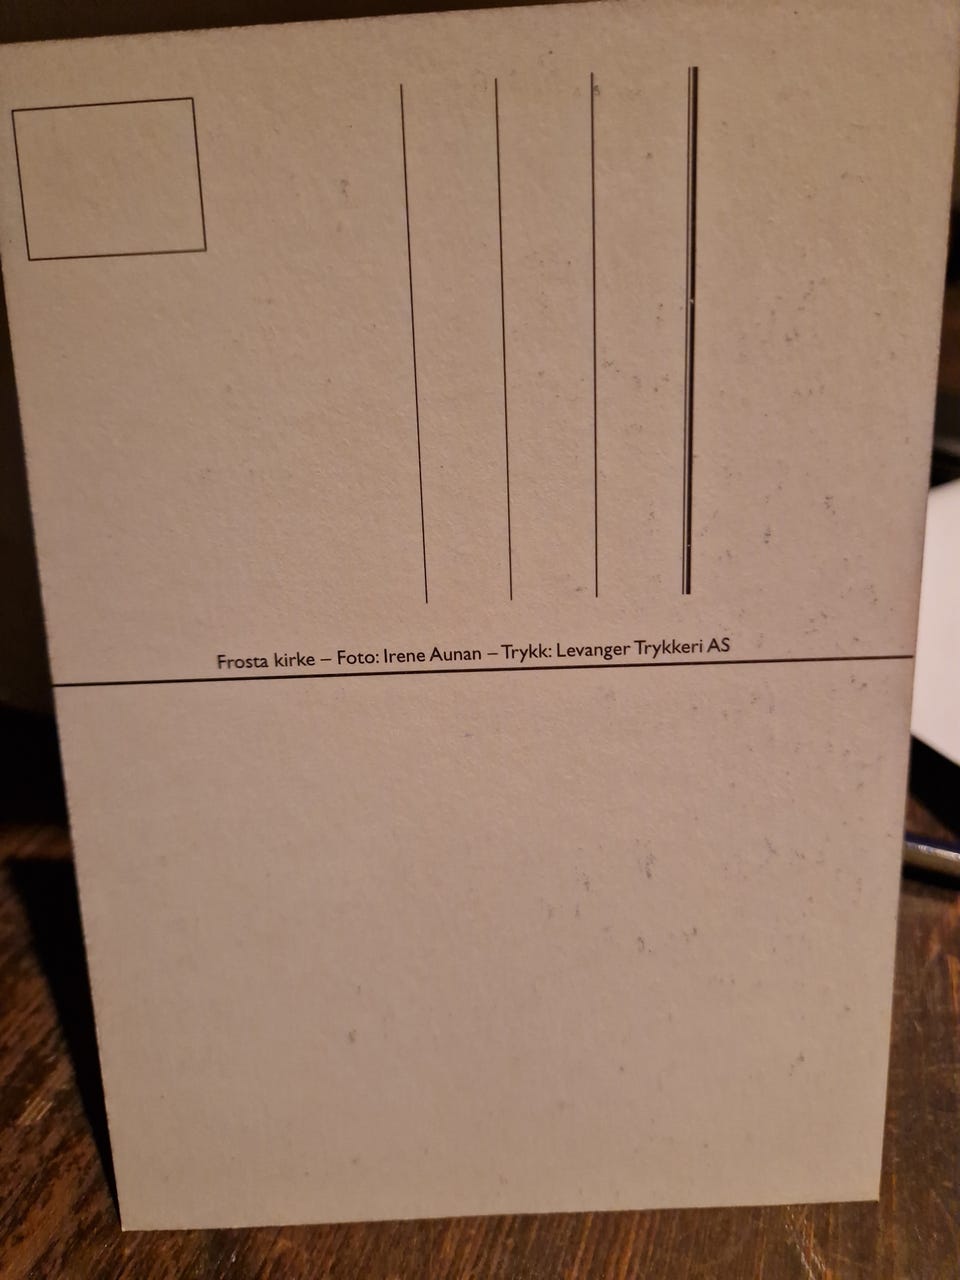 Frosta kirke – Foto: Irene Aunan – Trykk: Levanger Trykkeri AS